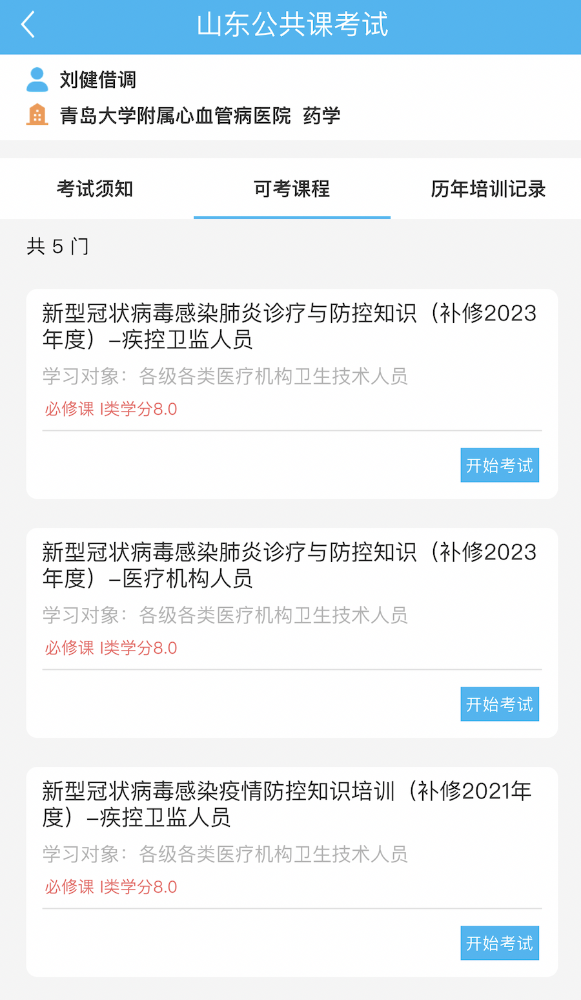 山东公共课考试
刘健借调
青岛大学附属心血管病医院 药学
考试须知 可考课程 历年培训记录
共 5 门
新型冠状病毒感染肺炎诊疗与防控知识（补修2023
年度）–疾控卫监人员
学习对象：各级各类医疗机构卫生技术人员
必修课 I类学分8.0
开始考试
新型冠状病毒感染肺炎诊疗与防控知识（补修2023
年度）–医疗机构人员
学习对象：各级各类医疗机构卫生技术人员
必修课 I类学分8.0
开始考试
新型冠状病毒感染疫情防控知识培训（补修2021年
度）–疾控卫监人员
学习对象：各级各类医疗机构卫生技术人员
必修课 I类学分8.0
开始考试